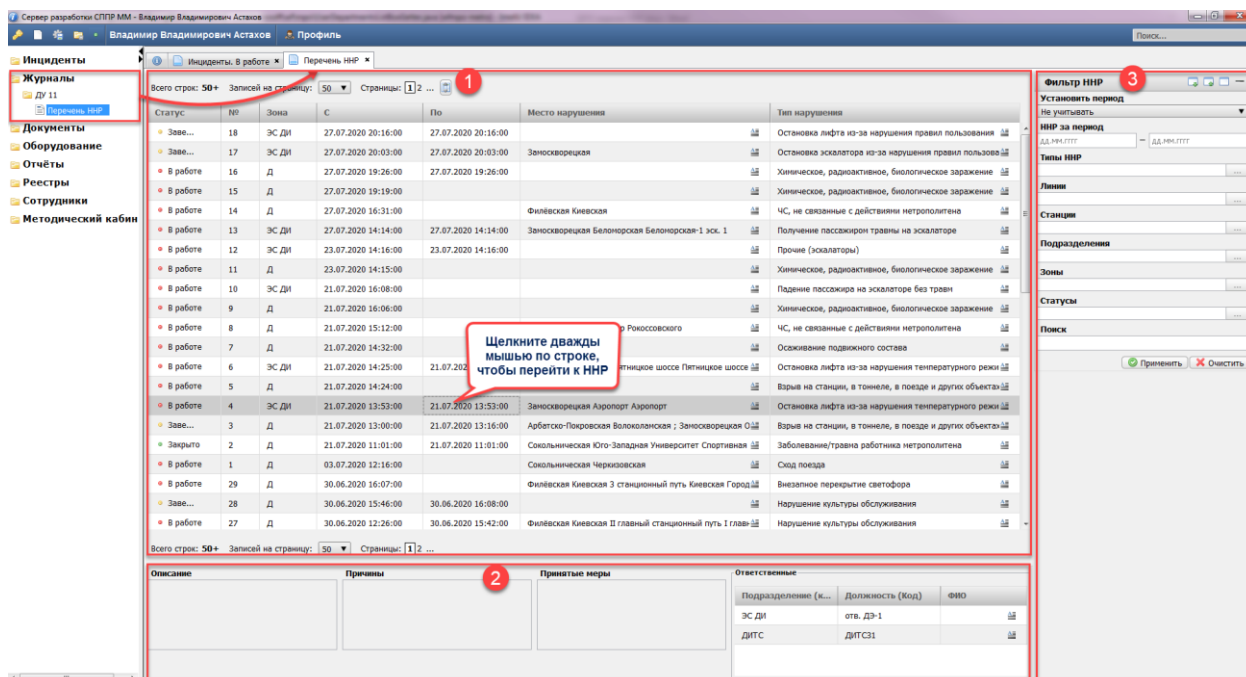 Сервер разработки СППР ММ - Владимир Владимирович Астахов
Владимир Владимирович Астахов Профиль Поиск...
Инциденты
Журналы
ДУ 11
Перечень ННР
Документы
Оборудование
Отчёты
Реестры
Сотрудники
Методический кабин
Инциденты. В работе × Перечень ННР ×
Всего строк: 50+ Записей на страницу: 50 Страницы: 1 2 ...
1
Статус № Зона С По Место нарушения Тип нарушения
Заве... 18 ЭС ДИ 27.07.2020 20:16:00 27.07.2020 20:16:00 Остановка лифта из-за нарушения правил пользования
Заве... 17 ЭС ДИ 27.07.2020 20:03:00 27.07.2020 20:03:00 Замоскворецкая Остановка эскалатора из-за нарушения правил пользова
В работе 16 Д 27.07.2020 19:26:00 27.07.2020 19:26:00 Химическое, радиоактивное, биологическое заражение
В работе 15 Д 27.07.2020 19:19:00 Химическое, радиоактивное, биологическое заражение
В работе 14 Д 27.07.2020 16:31:00 Филёвская Киевская ЧС, не связанные с действиями метрополитена
В работе 13 ЭС ДИ 27.07.2020 14:14:00 27.07.2020 14:14:00 Замоскворецкая Беломорская Беломорская-1 эск. 1 Получение пассажиром травмы на эскалаторе
В работе 12 ЭС ДИ 23.07.2020 14:16:00 23.07.2020 14:16:00 Прочие (эскалаторы)
В работе 11 Д 23.07.2020 14:15:00 Химическое, радиоактивное, биологическое заражение
В работе 10 ЭС ДИ 21.07.2020 16:08:00 Падение пассажира на эскалаторе без травм
В работе 9 Д 21.07.2020 16:06:00 Химическое, радиоактивное, биологическое заражение
В работе 8 Д 21.07.2020 15:12:00 Рокоссовского ЧС, не связанные с действиями метрополитена
В работе 7 Д 21.07.2020 14:32:00 Осаживание подвижного состава
В работе 6 ЭС ДИ 21.07.2020 14:25:00 21.07.202 ятницкое шоссе Пятницкое шоссе Остановка лифта из-за нарушения температурного режи
В работе 5 Д 21.07.2020 14:24:00 Взрыв на станции, в тоннеле, в поезде и других объекта
В работе 4 ЭС ДИ 21.07.2020 13:53:00 21.07.2020 13:53:00 Замоскворецкая Аэропорт Аэропорт Остановка лифта из-за нарушения температурного режи
Заве... 3 Д 21.07.2020 13:00:00 21.07.2020 13:16:00 Арбатско-Покровская Волоколамская ; Замоскворецкая О Взрыв на станции, в тоннеле, в поезде и других объекта
Закрыто 2 Д 21.07.2020 11:01:00 21.07.2020 11:01:00 Сокольническая Юго-Западная Университет Спортивная Заболевание/травма работника метрополитена
В работе 1 Д 03.07.2020 12:16:00 Сокольническая Черкизовская Сход поезда
В работе 29 Д 30.06.2020 16:07:00 Филёвская Киевская 3 станционный путь Киевская Город Внезапное перекрытие светофора
Заве... 28 Д 30.06.2020 15:46:00 30.06.2020 16:08:00 Нарушение культуры обслуживания
В работе 27 Д 30.06.2020 12:26:00 30.06.2020 15:42:00 Филёвская Киевская II главный станционный путь I глав Нарушение культуры обслуживания
Щелкните дважды
мышью по строке,
чтобы перейти к ННР
Всего строк: 50+ Записей на страницу: 50 Страницы: 1 2 ...
Описание Причины Принятые меры Ответственные
2
Подразделение (к... Должность (Код) ФИО
ЭС ДИ отв. ДЭ-1
ДИТС ДИТС31
Фильтр ННР
3
Установить период
Не учитывать
ННР за период
ДД.ММ.ГГГГ – ДД.ММ.ГГГГ
Типы ННР
...
Линии
...
Станции
...
Подразделения
...
Зоны
...
Статусы
...
Поиск
Применить Очистить